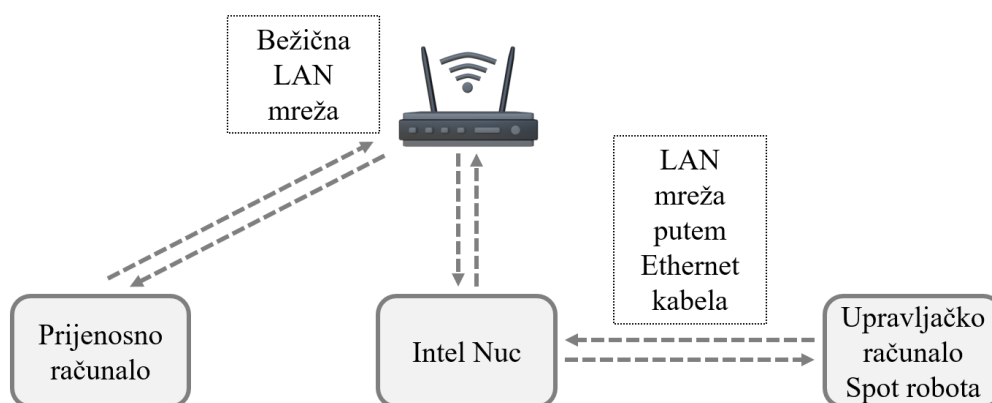 Bežična
LAN
mreža
LAN
mreža
putem
Ethernet
kabela
Prijenosno
računalo
Intel Nuc
Upravljačko
računalo
Spot robota